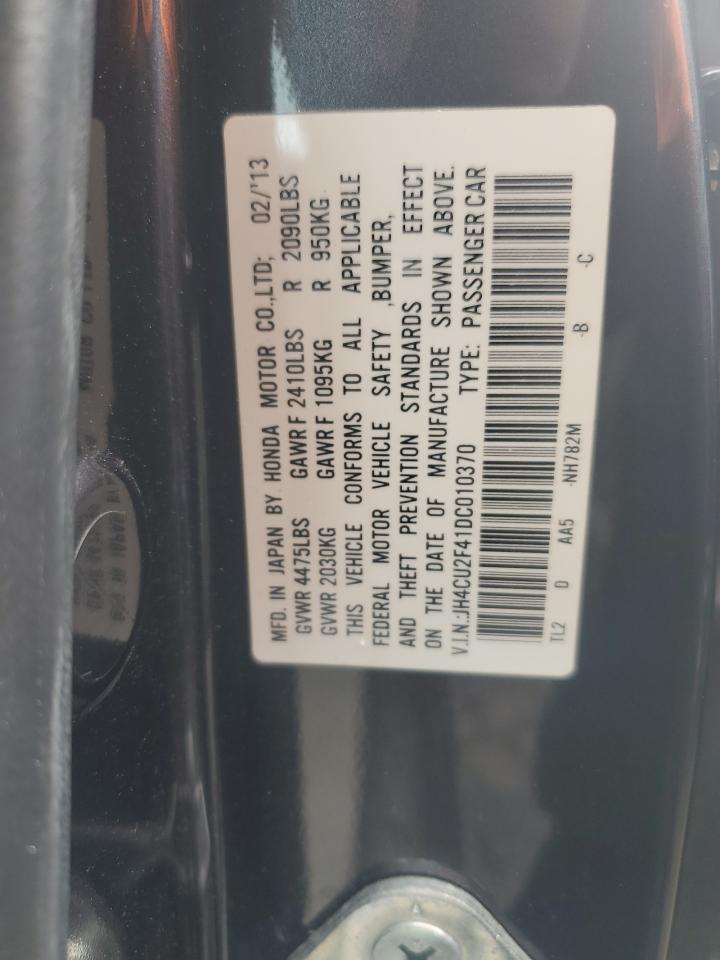 MFD. IN JAPAN BY. HONDA MOTOR CO.,LTD; 02/'13
GVWR 4475LBS GAWR F 2410LBS R 2090LBS
GVWR 2030KG GAWR F 1095KG R 950KG
THIS VEHICLE CONFORMS TO ALL APPLICABLE
FEDERAL MOTOR VEHICLE SAFETY ,BUMPER,
AND THEFT PREVENTION STANDARDS IN EFFECT
ON THE DATE OF MANUFACTURE SHOWN ABOVE.
V.I.N.:JH4CU2F41DC010370 TYPE: PASSENGER CAR
TL2 D AA5 -NH782M -B -C